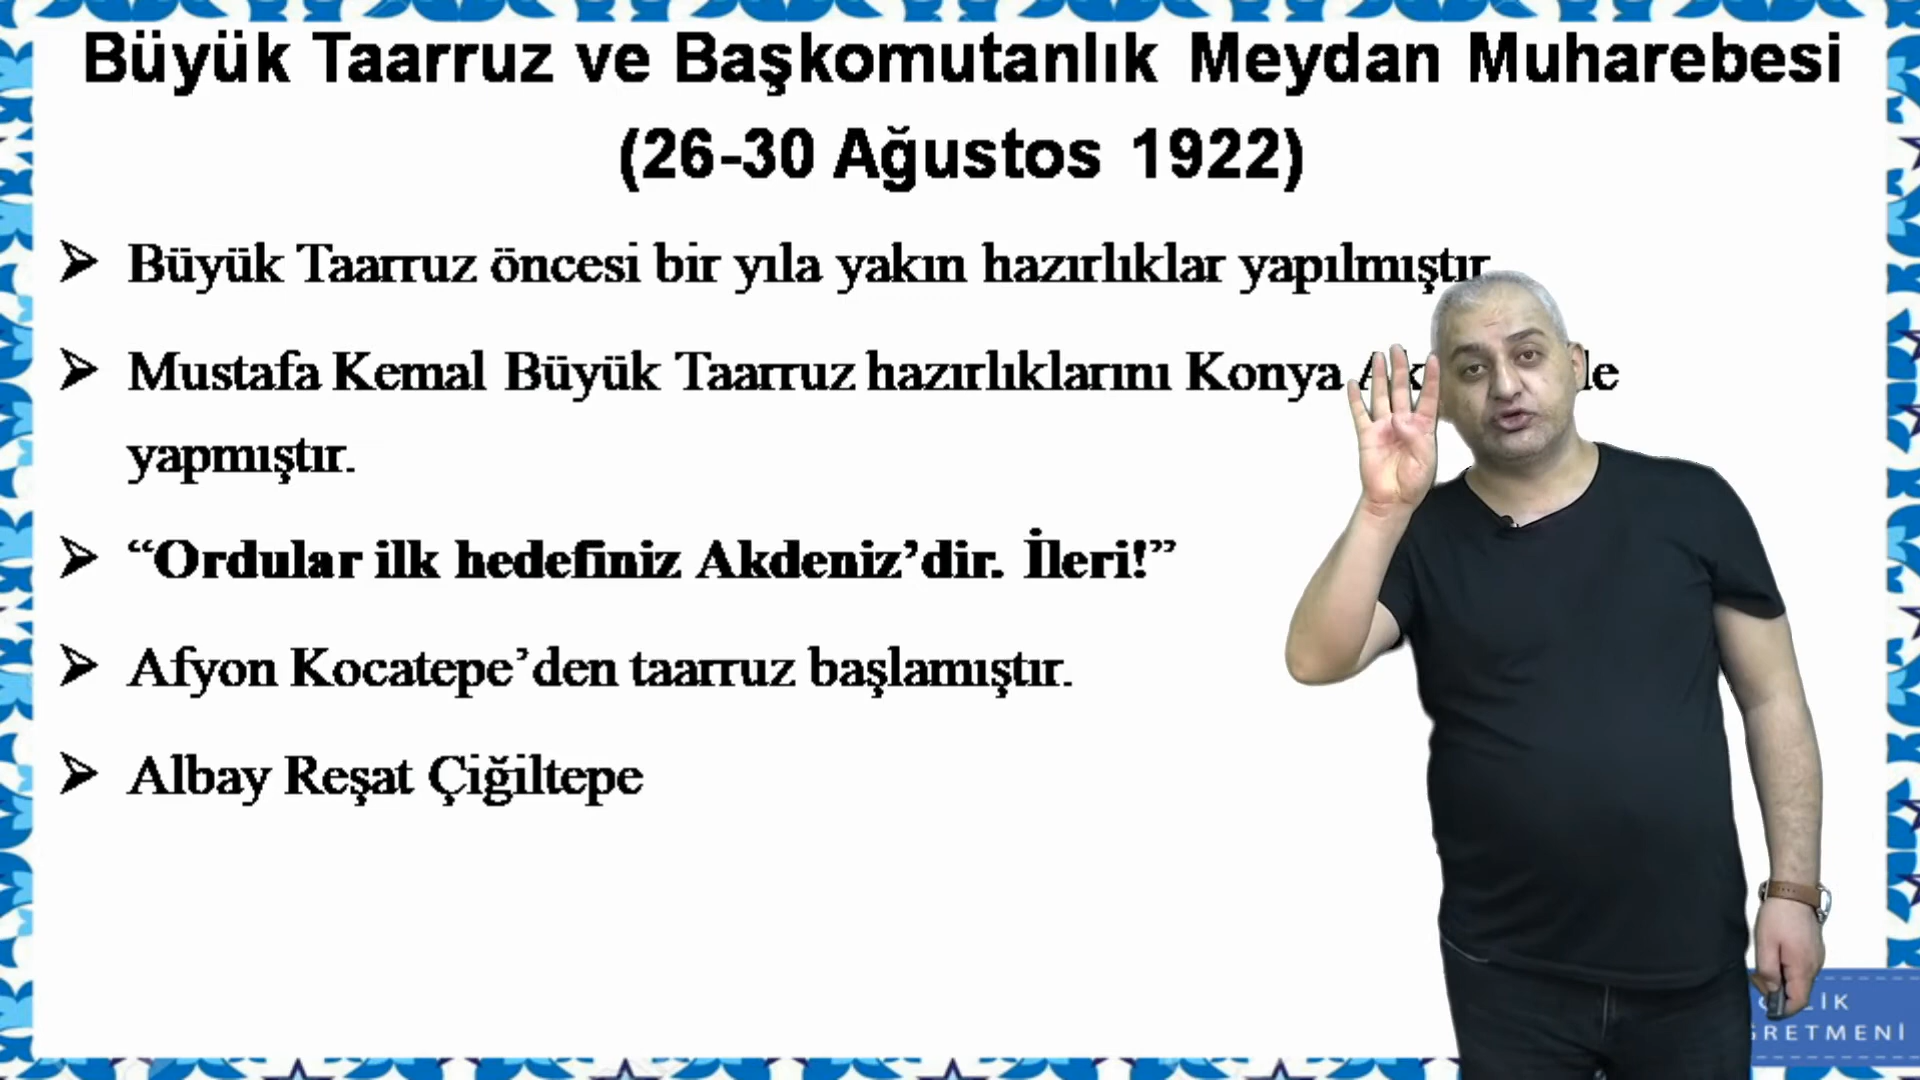 Büyük Taarruz ve Başkomutanlık Meydan Muharebesi
(26-30 Ağustos 1922)
Büyük Taarruz öncesi bir yıla yakın hazırlıklar yapılmıştır
Mustafa Kemal Büyük Taarruz hazırlıklarını Konya
yapmıştır.
“Ordular ilk hedefiniz Akdeniz’dir. İleri!”
Afyon Kocatepe’den taarruz başlamıştır.
Albay Reşat Çiğiltepe